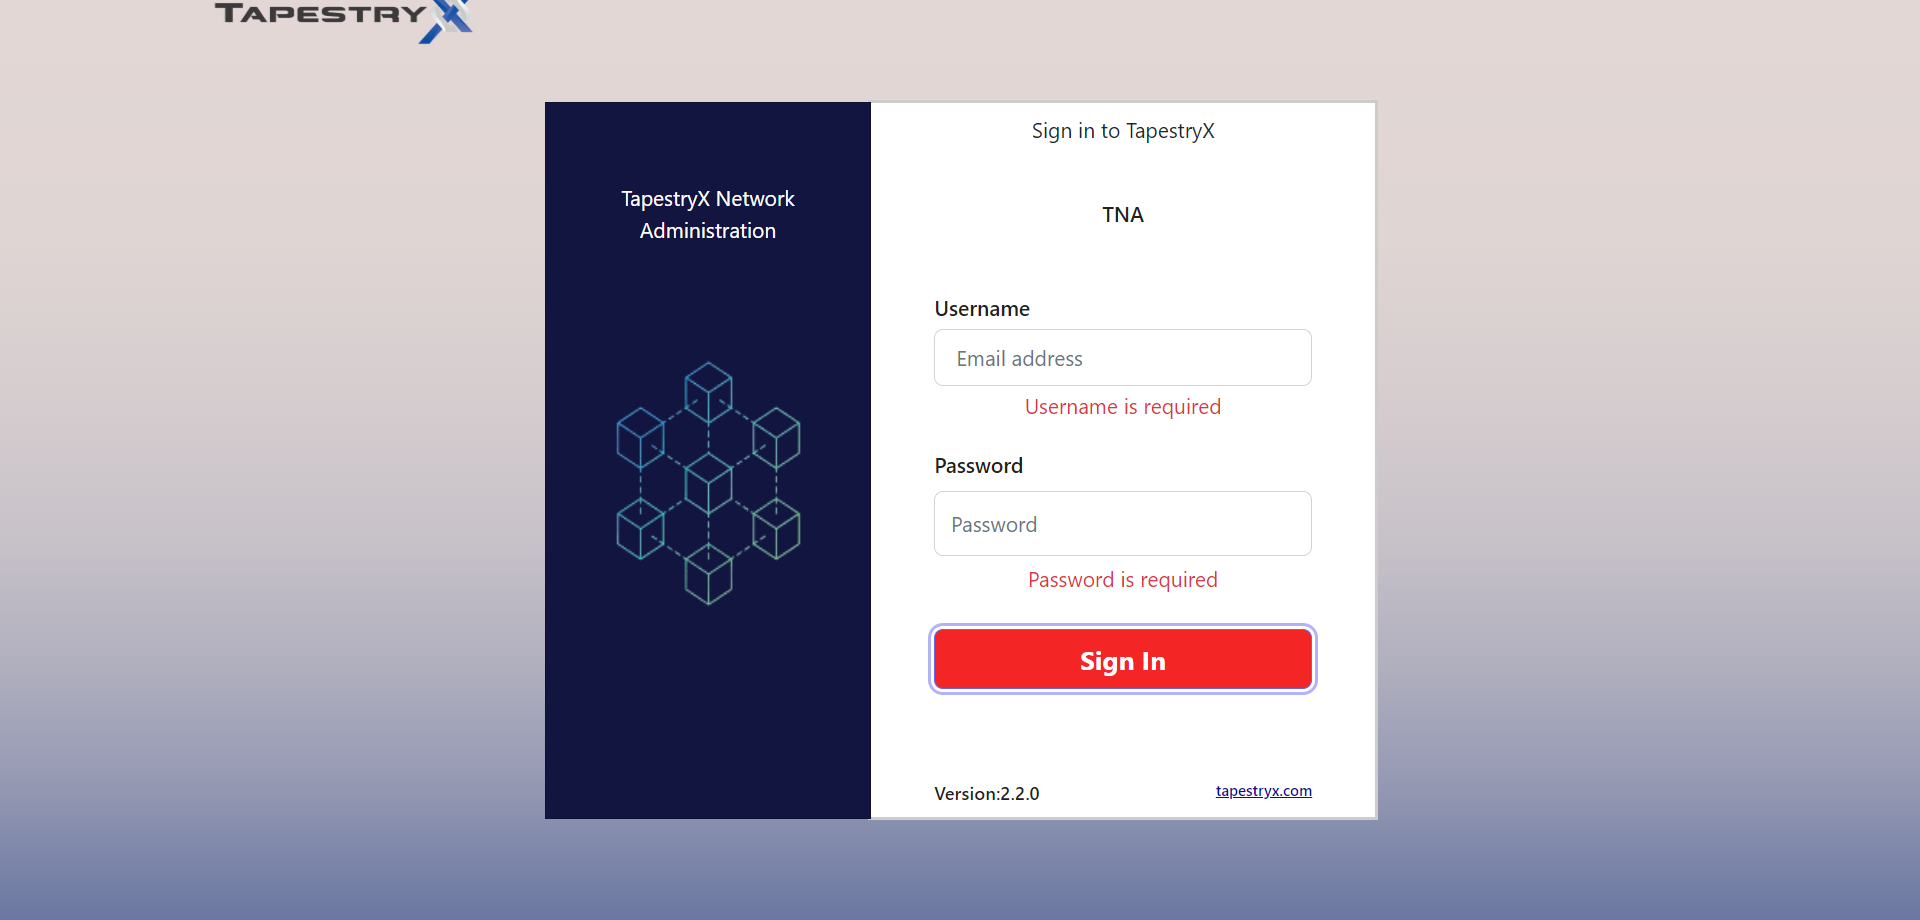 TAPESTRYX
TapestryX Network
Administration
Sign in to TapestryX
TNA
Username
Email address
Username is required
Password
Password
Password is required
Sign In
Version:2.2.0
tapestryx.com